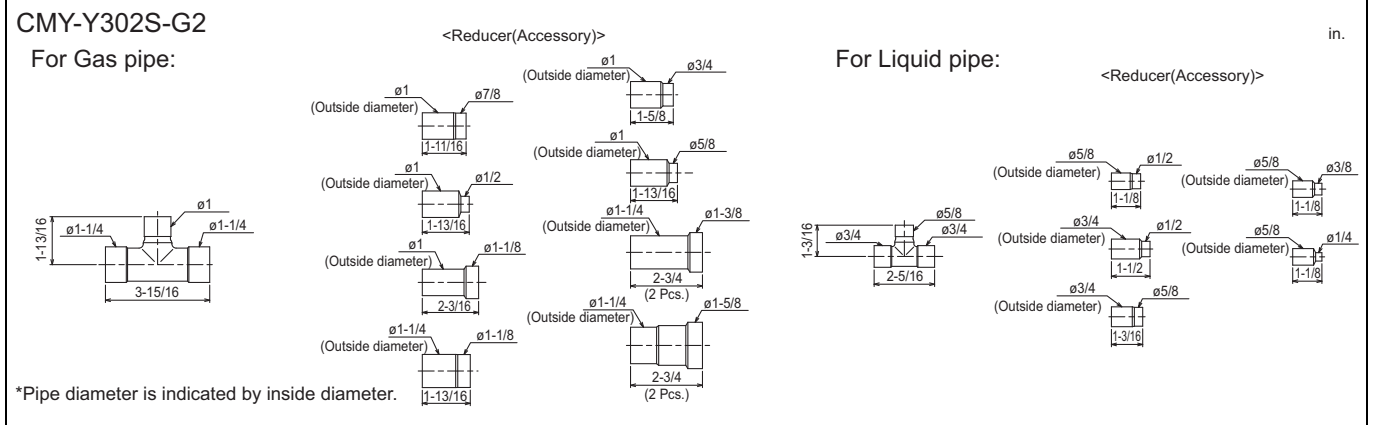 CMY-Y302S-G2
in.
For Gas pipe:
<Reducer(Accessory)>
ø1
(Outside diameter)
ø7/8
1-11/16
ø1
(Outside diameter)
ø3/4
1-5/8
ø1
(Outside diameter)
ø1/2
1-13/16
ø1
(Outside diameter)
ø5/8
1-13/16
1-13/16
ø1
ø1-1/4
ø1-1/4
3-15/16
ø1
(Outside diameter)
ø1-1/8
2-3/16
ø1-1/4
(Outside diameter)
ø1-3/8
2-3/4
(2 Pcs.)
ø1-1/4
(Outside diameter)
ø1-1/8
1-13/16
ø1-1/4
(Outside diameter)
ø1-5/8
2-3/4
(2 Pcs.)
*Pipe diameter is indicated by inside diameter.
For Liquid pipe:
<Reducer(Accessory)>
1-3/16
ø5/8
ø3/4
ø3/4
2-5/16
ø5/8
(Outside diameter)
ø1/2
1-1/8
ø5/8
(Outside diameter)
ø3/8
1-1/8
ø3/4
(Outside diameter)
ø1/2
1-1/2
ø5/8
(Outside diameter)
ø1/4
1-1/8
ø3/4
(Outside diameter)
ø5/8
1-3/16